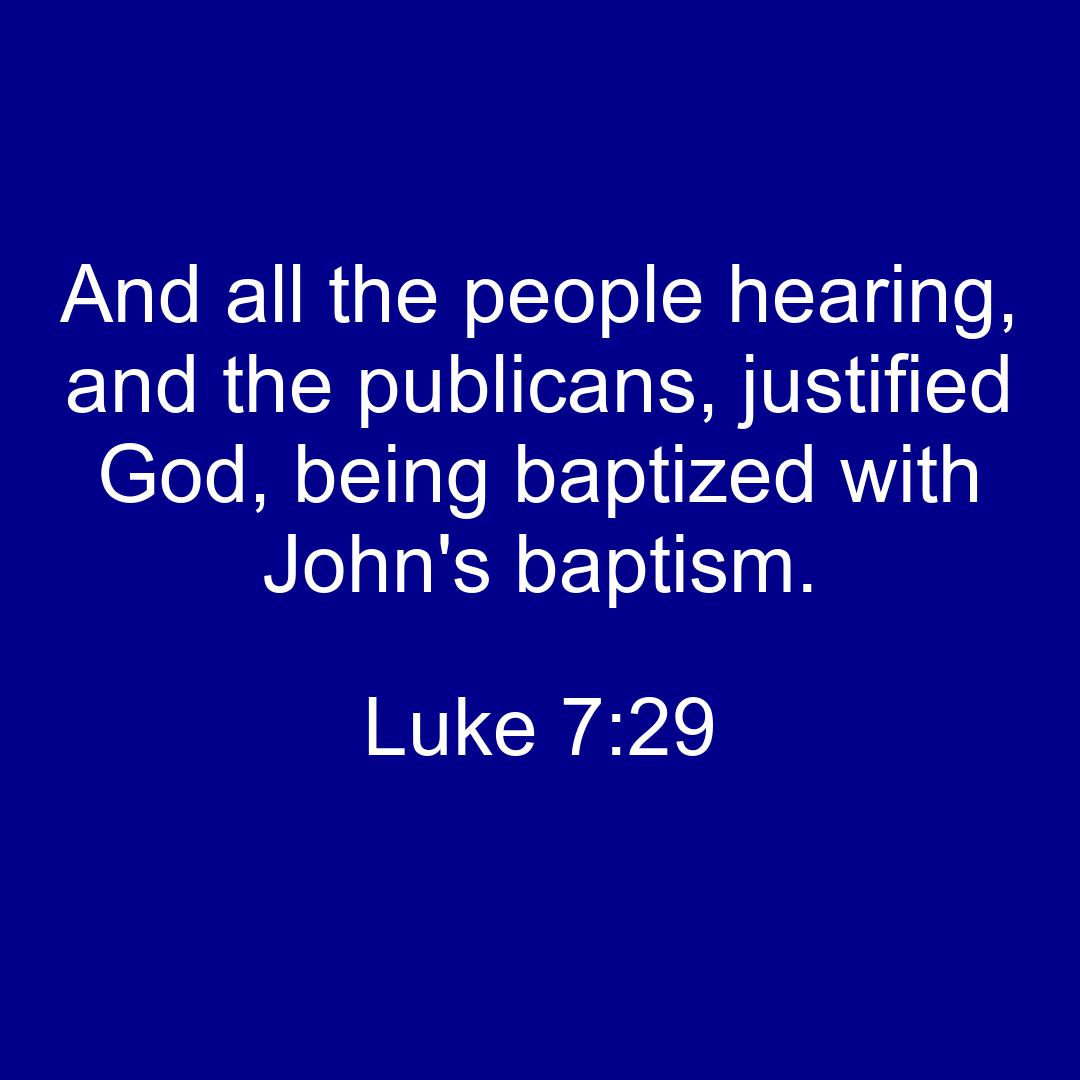 And all the people hearing,
and the publicans, justified
God, being baptized with
John's baptism.
Luke 7:29